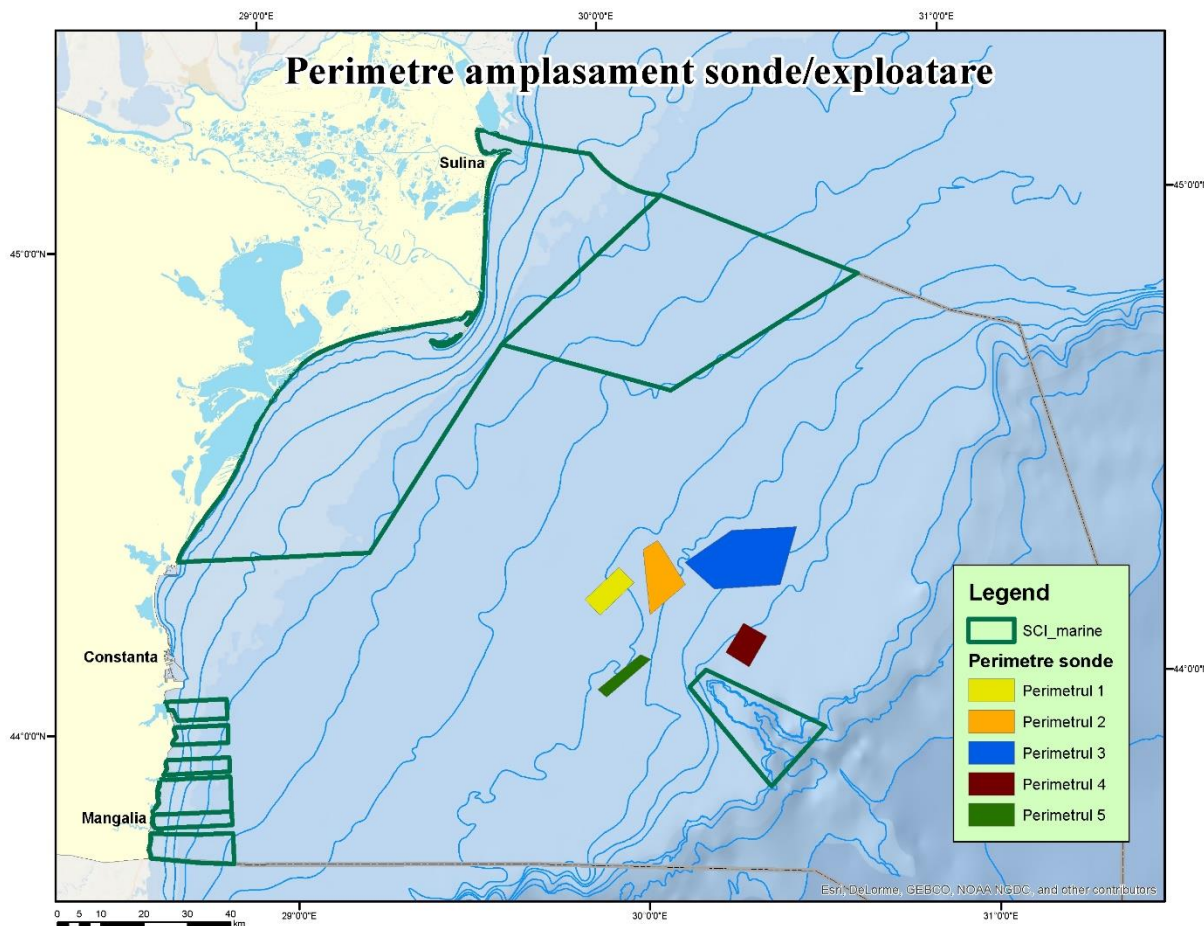 29°0'0"E
30°0'0"E
31°0'0"E
Perimetre amplasament sonde/exploatare
Sulina
45°0'0"N
45°0'0"N
Constanta
44°0'0"N
44°0'0"N
Mangalia
Legend
SCI_marine
Perimetre sonde
Perimetrul 1
Perimetrul 2
Perimetrul 3
Perimetrul 4
Perimetrul 5
Esri, DeLorme, GEBCO, NOAA NGDC, and other contributors
0 5 10 20 30 40
km
29°0'0"E
30°0'0"E
31°0'0"E